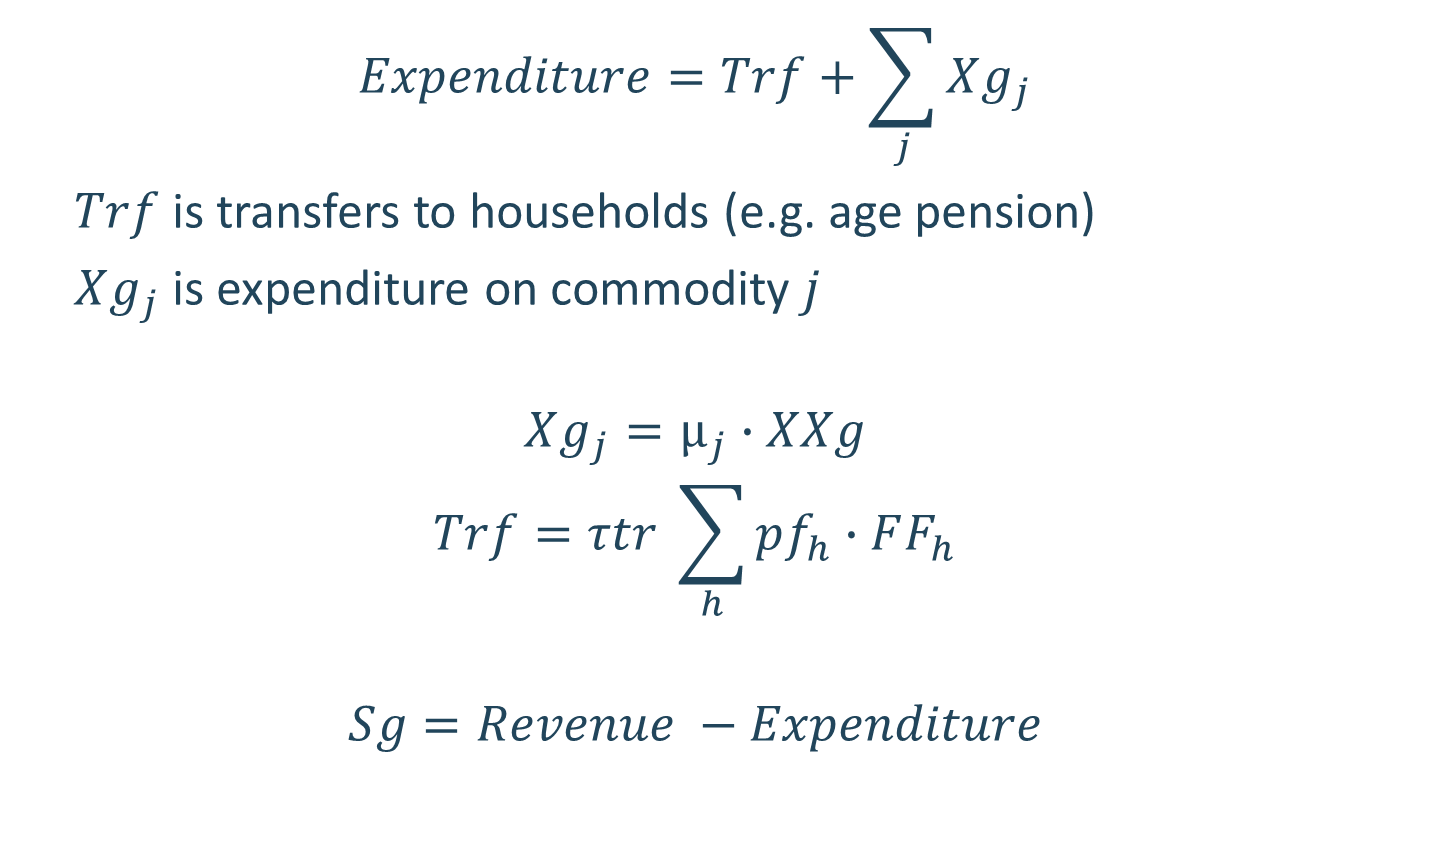 Expenditure = Trf + ∑_j Xg_j
Trf is transfers to households (e.g. age pension)
Xg_j is expenditure on commodity j
Xg_j = μ_j · XXg
Trf = τtr ∑_h pf_h · FF_h
Sg = Revenue − Expenditure